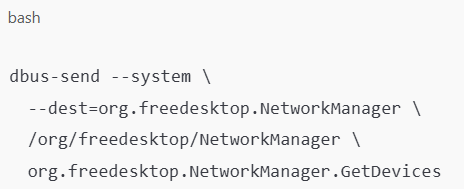 bash
dbus-send --system \
  --dest=org.freedesktop.NetworkManager \
  /org/freedesktop/NetworkManager \
  org.freedesktop.NetworkManager.GetDevices